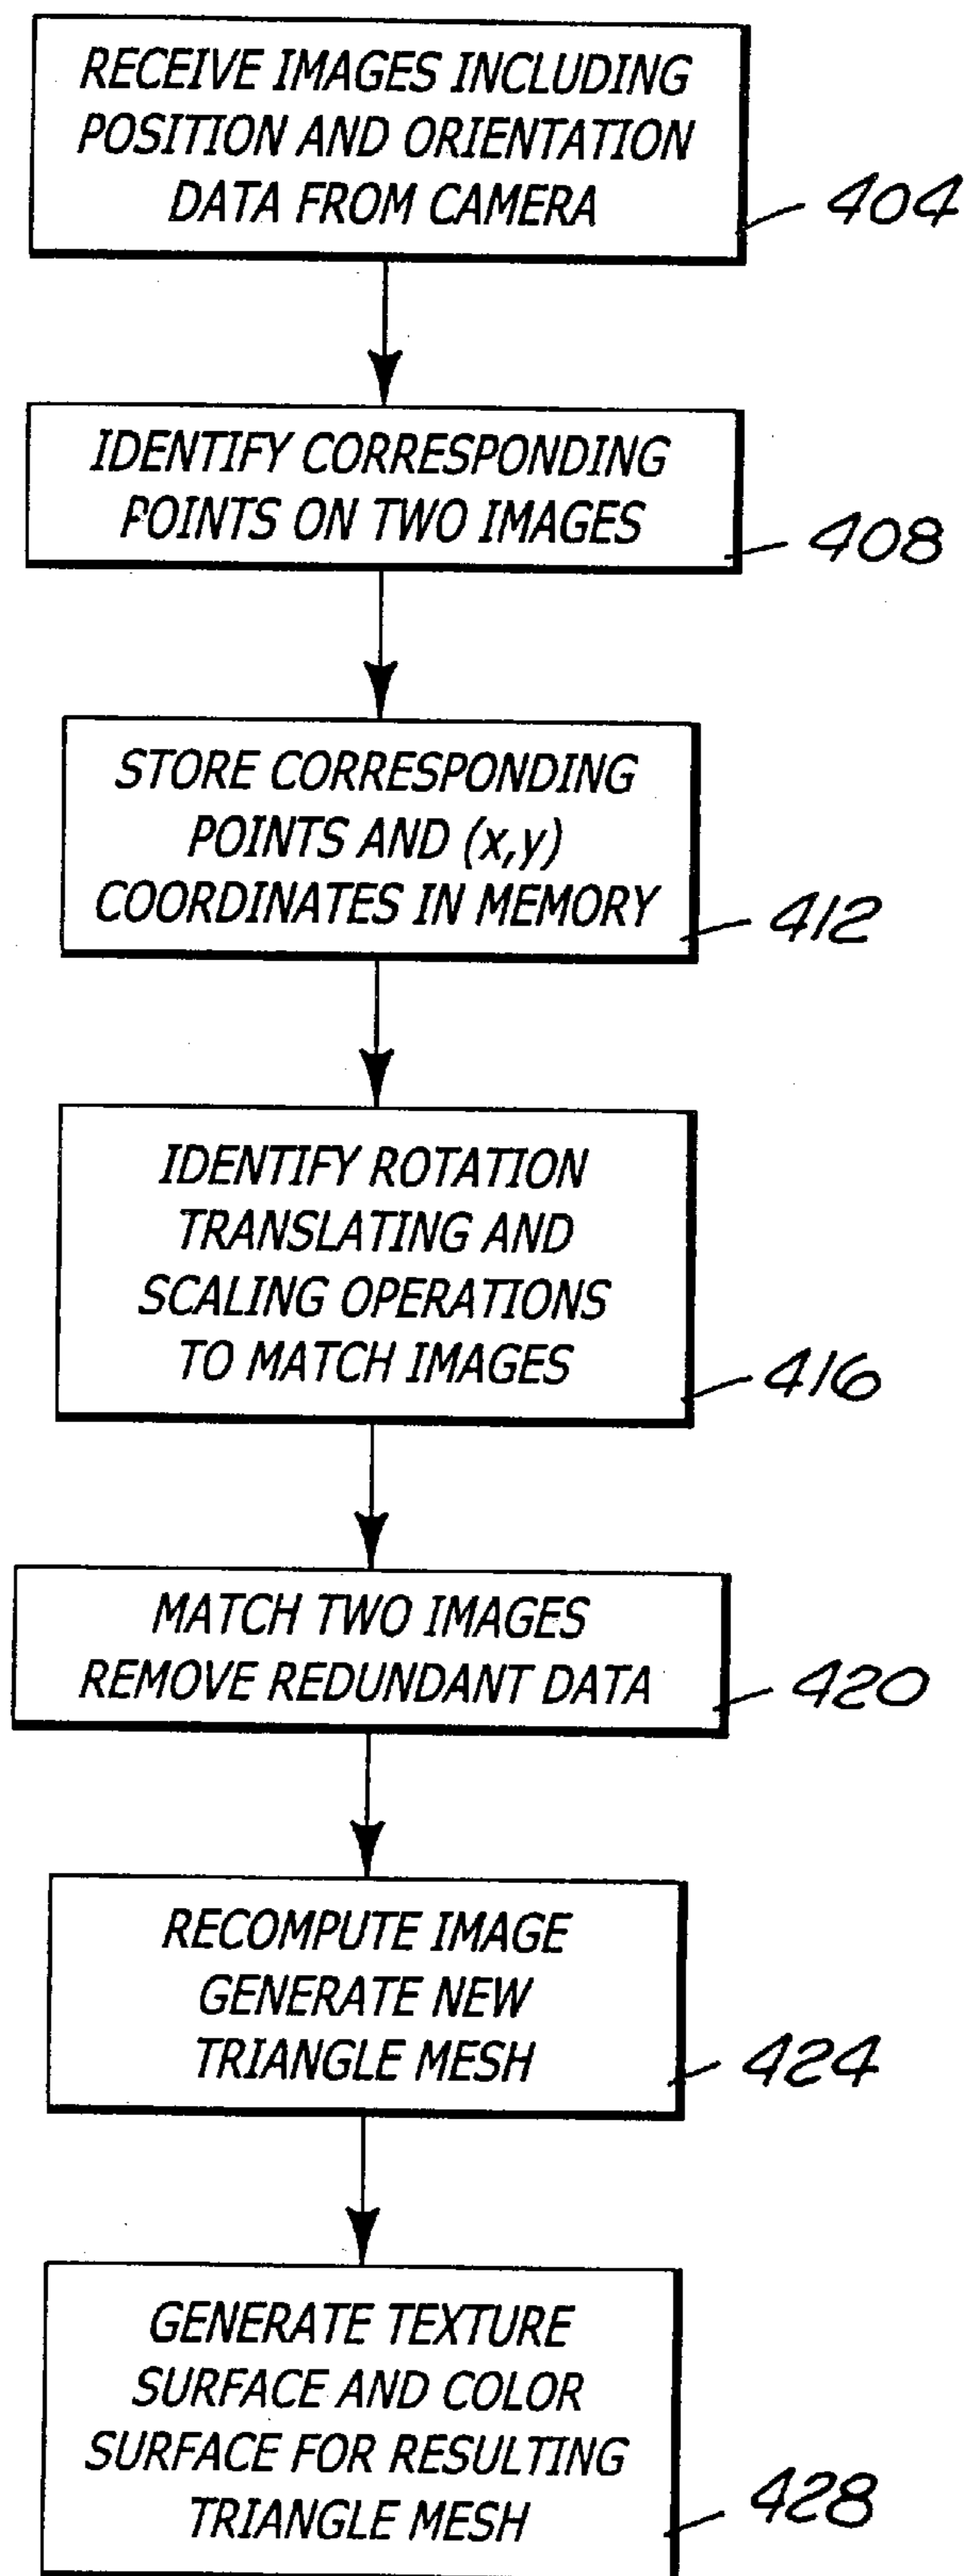 RECEIVE IMAGES INCLUDING
POSITION AND ORIENTATION
DATA FROM CAMERA
404
IDENTIFY CORRESPONDING
POINTS ON TWO IMAGES
408
STORE CORRESPONDING
POINTS AND (x,y)
COORDINATES IN MEMORY
412
IDENTIFY ROTATION
TRANSLATING AND
SCALING OPERATIONS
TO MATCH IMAGES
416
MATCH TWO IMAGES
REMOVE REDUNDANT DATA
420
RECOMPUTE IMAGE
GENERATE NEW
TRIANGLE MESH
424
GENERATE TEXTURE
SURFACE AND COLOR
SURFACE FOR RESULTING
TRIANGLE MESH
428